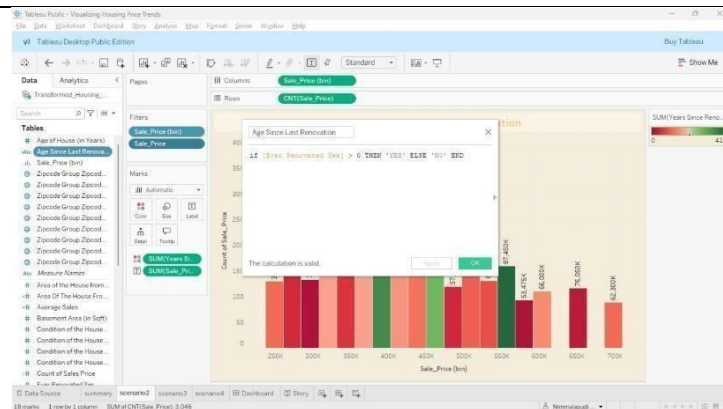 Tableau Public - Visualizing Housing Price Trends
File Data Worksheet Dashboard Story Analysis Map Format Server Window Help
Tableau Desktop Public Edition
Buy Tableau
Standard
Show Me
Data Analytics
Pages
Columns
Sale_Price (bin)
Transformed_Housing_...
Rows
CNT(Sale_Price)
Search
Tables
# Age of House (in Years)
Abc Age Since Last Renova...
Sale_Price (bin)
Zipcode Group Zipcod...
Zipcode Group Zipcod...
Zipcode Group Zipcod...
Zipcode Group Zipcod...
Zipcode Group Zipcod...
Zipcode Group Zipcod...
Zipcode Group Zipcod...
Zipcode Group Zipcod...
Abc Measure Names
# Area of the House from...
# Area Of The House Fro...
# Average Sales
# Basement Area (in Sqft)
# Condition of the House...
# Condition of the House...
# Condition of the House...
# Condition of the House...
# Count of Sales Price
# Ever Renovated Yes
Filters
Sale_Price (bin)
Sale_Price
Marks
Automatic
Color Size Label
Detail Tooltip
SUM(Years Si..
SUM(Sale_Pri..
Age Since Last Renovation
if [Ever Renovated Yes] > 0 THEN 'YES' ELSE 'NO' END
The calculation is valid.
Apply OK
SUM(Years Since Reno..
0 41
Count of Sale_Price
100
50
0
87,450K
53,475K
66,000K
76,050K
62,300K
250K 300K 350K 400K 450K 500K 550K 600K 650K 700K
Sale_Price (bin)
Data Source summary scenario2 scenario3 scenario4 Dashboard Story
18 marks 1 row by 1 column SUM of CNT(Sale_Price): 3,046